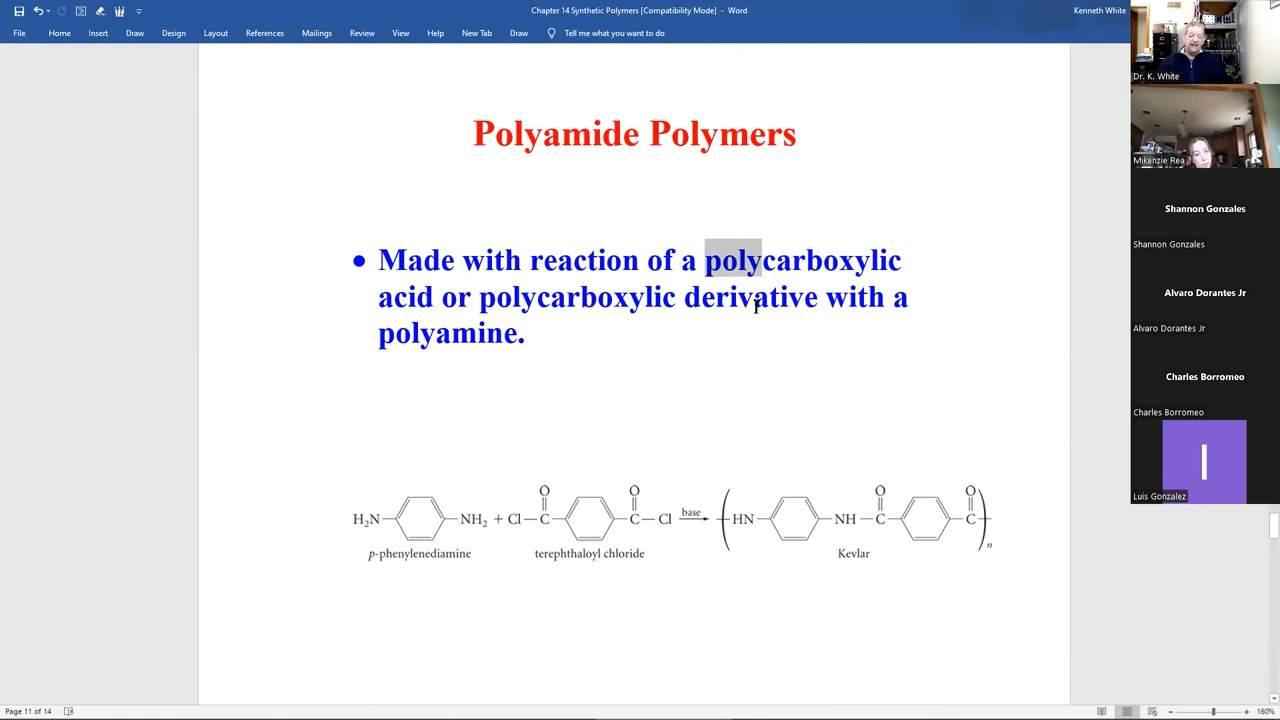 Chapter 14 Synthetic Polymers [Compatibility Mode] - Word
Kenneth White
File Home Insert Draw Design Layout References Mailings Review View Help New Tab Draw Tell me what you want to do
Polyamide Polymers
• Made with reaction of a polycarboxylic
acid or polycarboxylic derivative with a
polyamine.
H₂N NH₂ + Cl C O C O Cl base HN NH C O C O n
p-phenylenediamine terephthaloyl chloride Kevlar
Dr. K. White
Mikenzie Rea
Shannon Gonzales
Shannon Gonzales
Alvaro Dorantes Jr
Alvaro Dorantes Jr
Charles Borromeo
Charles Borromeo
I
Luis Gonzalez
Page 11 of 14
160%